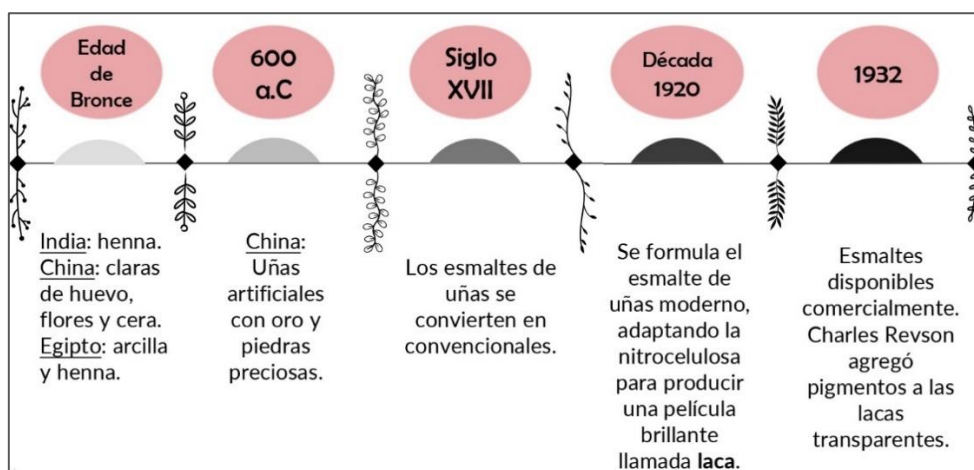 Edad
de
Bronce
600
a.C
Siglo
XVII
Década
1920
1932
India: henna.
China: claras
de huevo,
flores y cera.
Egipto: arcilla
y henna.
China:
Uñas
artificiales
con oro y
piedras
preciosas.
Los esmaltes de
uñas se
convierten en
convencionales.
Se formula el
esmalte de
uñas moderno,
adaptando la
nitrocelulosa
para producir
una película
brillante
llamada laca.
Esmaltes
disponibles
comercialmente.
Charles Revson
agregó
pigmentos a las
lacas
transparentes.